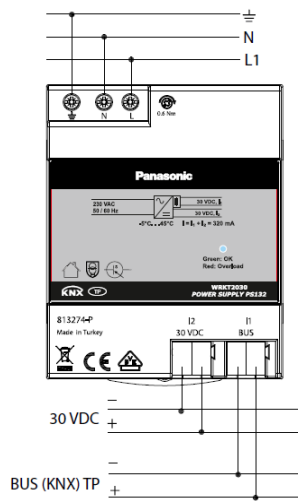 N
L1
N L
0.6 Nm
Panasonic
230 VAC
50 / 60 Hz
30 VDC, I₁
30 VDC, I₂
-5°C...45°C I = I₁ + I₂ = 320 mA
Green: OK
Red: Overload
KNX TP
WRKT2030
POWER SUPPLY PS132
813274-P
Made in Turkey
I2 I1
30 VDC BUS
CE
−
30 VDC
+
−
BUS (KNX) TP
+